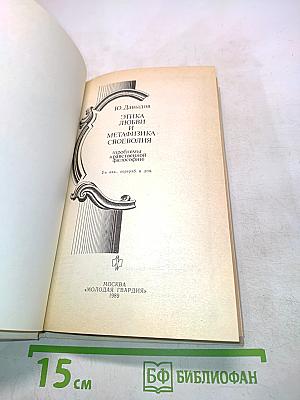 Ю. Давыдов
ЭТИКА
ЛЮБВИ
И
МЕТАФИЗИКА
СВОЕВОЛИЯ
(проблемы
нравственной
философии)
2-е изд., перераб. и доп.
МОСКВА
«МОЛОДАЯ ГВАРДИЯ»
1989
15 см
БФ БИБЛИОФАН